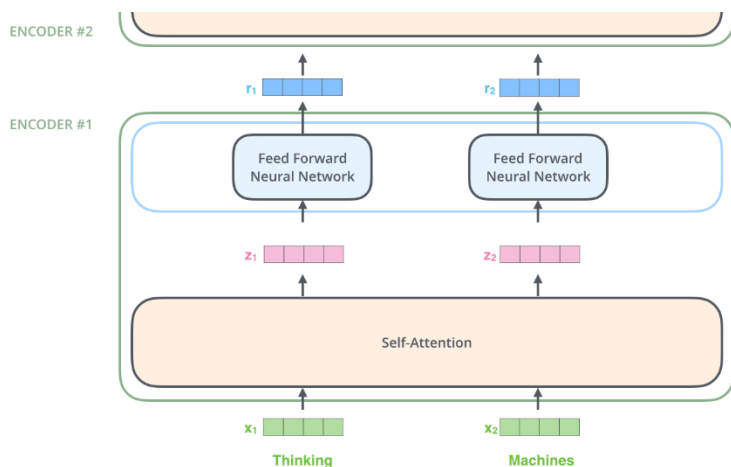 ENCODER #2
r₁
r₂
ENCODER #1
Feed Forward
Neural Network
Feed Forward
Neural Network
z₁
z₂
Self-Attention
x₁
x₂
Thinking
Machines